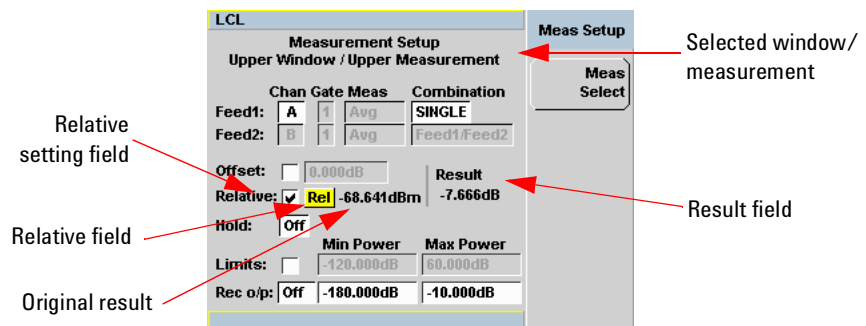 LCL
Meas Setup
Measurement Setup
Upper Window / Upper Measurement
Selected window/
measurement
Meas
Select
Chan Gate Meas Combination
Feed1: A 1 Avg SINGLE
Feed2: B 1 Avg Feed1/Feed2
Relative
setting field
Offset: 0.000dB Result
Relative: Rel -68.641dBm -7.666dB
Result field
Relative field
Hold: Off
Min Power Max Power
Limits: -120.000dB 60.000dB
Original result
Rec o/p: Off -180.000dB -10.000dB